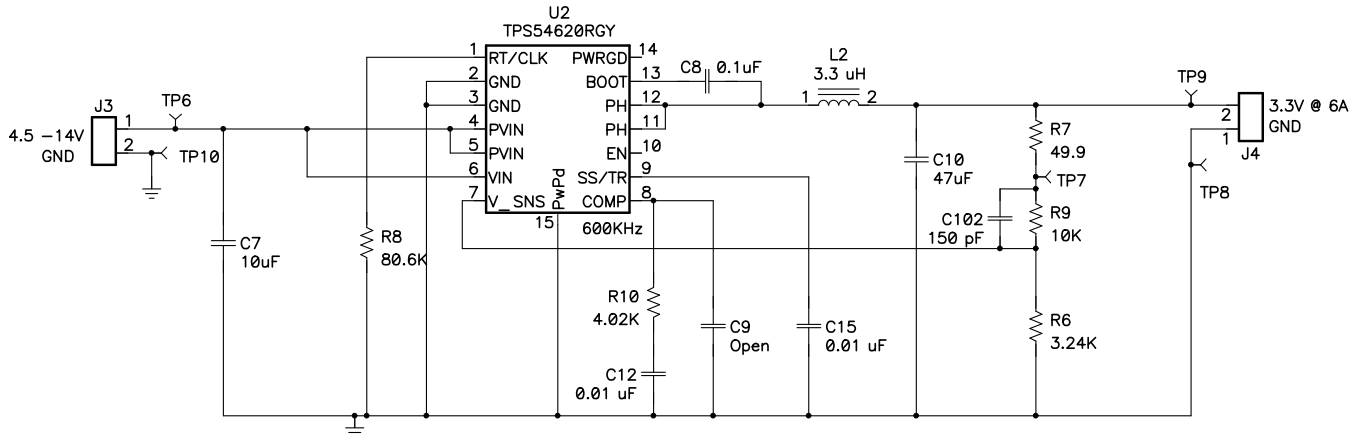 U2
TPS54620RGY
1 RT/CLK PWRGD 14
2 GND BOOT 13
3 GND PH 12
4 PVIN PH 11
5 PVIN EN 10
6 VIN SS/TR 9
7 V_SNS COMP 8
PwPd
15
600KHz
J3
4.5 -14V
GND
1
2
TP6
TP10
C7
10uF
R8
80.6K
C8 0.1uF
L2
3.3 uH
1 2
R10
4.02K
C12
0.01 uF
C9
Open
C15
0.01 uF
C10
47uF
C102
150 pF
R7
49.9
TP7
R9
10K
R6
3.24K
TP9
TP8
3.3V @ 6A
2
GND
1
J4